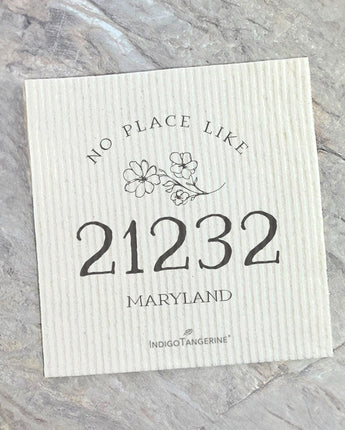 NO PLACE LIKE
21232
MARYLAND
INDIGOTANGERINE®